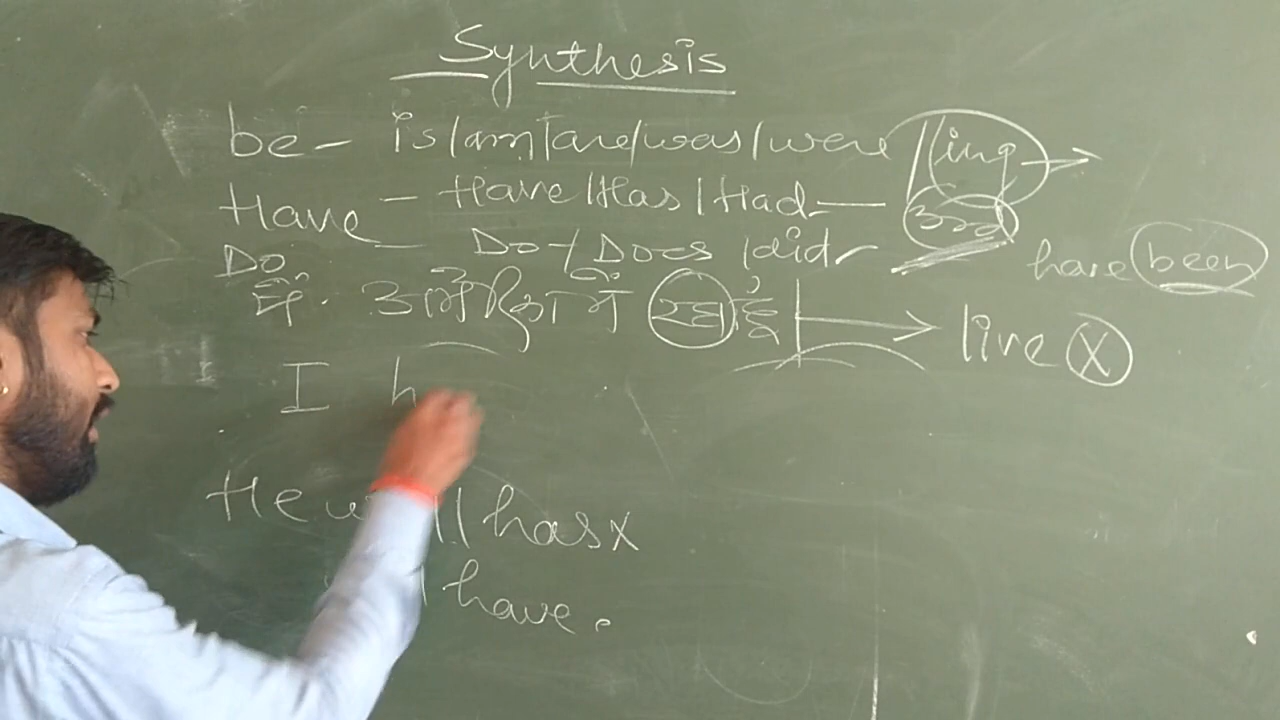 Synthesis
be - is/am/are/was/were /ing →
Have - Have/Has/Had — 3rd
Do - Do/Does/did
have been
मैं रहा हूँ → live X
I h
He will has X
have.